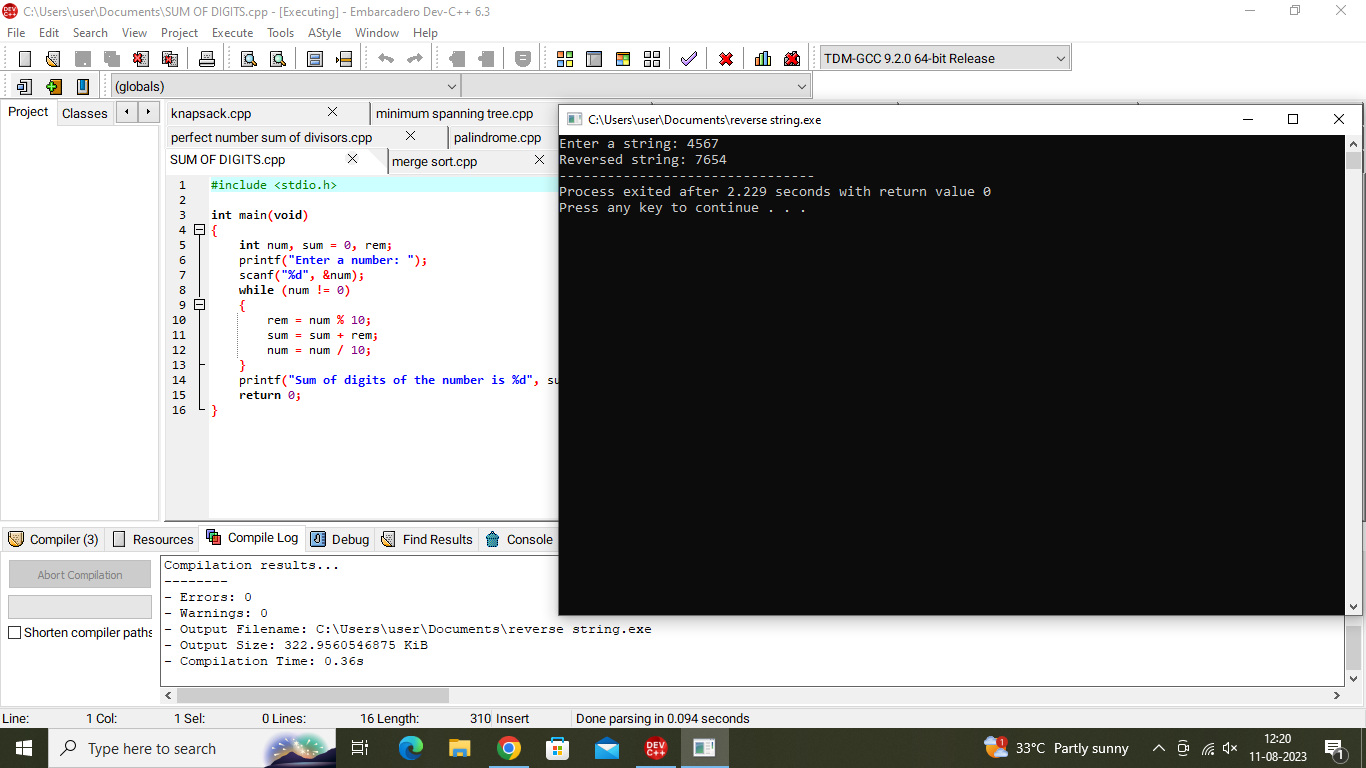 C:\Users\user\Documents\SUM OF DIGITS.cpp - [Executing] - Embarcadero Dev-C++ 6.3
File Edit Search View Project Execute Tools AStyle Window Help
TDM-GCC 9.2.0 64-bit Release
(globals)
Project Classes
knapsack.cpp minimum spanning tree.cpp
perfect number sum of divisors.cpp palindrome.cpp
SUM OF DIGITS.cpp merge sort.cpp
1 #include <stdio.h>
2
3 int main(void)
4 {
5 int num, sum = 0, rem;
6 printf("Enter a number: ");
7 scanf("%d", &num);
8 while (num != 0)
9 {
10 rem = num % 10;
11 sum = sum + rem;
12 num = num / 10;
13 }
14 printf("Sum of digits of the number is %d", su
15 return 0;
16 }
C:\Users\user\Documents\reverse string.exe
Enter a string: 4567
Reversed string: 7654
--------------------------------
Process exited after 2.229 seconds with return value 0
Press any key to continue . . .
Compiler (3) Resources Compile Log Debug Find Results Console
Abort Compilation
Shorten compiler paths
Compilation results...
--------
- Errors: 0
- Warnings: 0
- Output Filename: C:\Users\user\Documents\reverse string.exe
- Output Size: 322.9560546875 KiB
- Compilation Time: 0.36s
Line: 1 Col: 1 Sel: 0 Lines: 16 Length: 310 Insert Done parsing in 0.094 seconds
Type here to search
DEV C++
1
33°C Partly sunny
12:20
11-08-2023
1